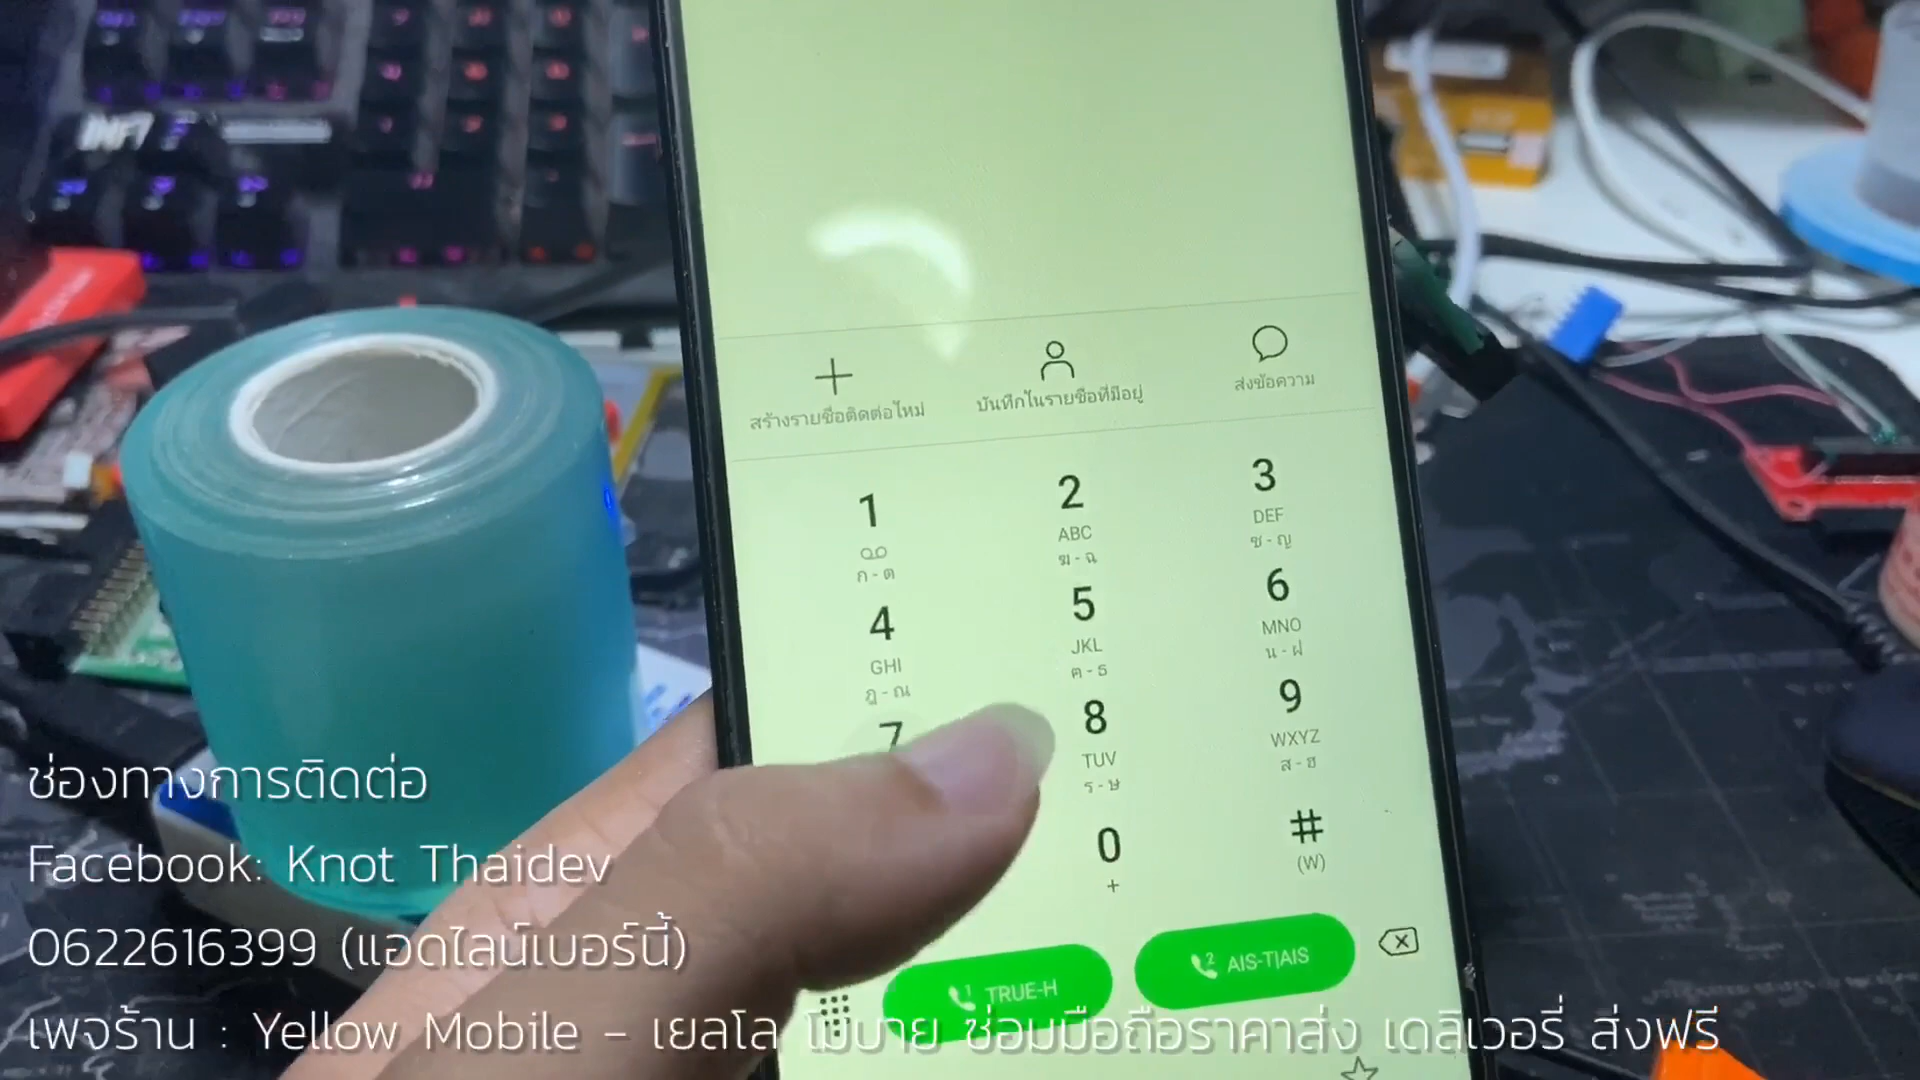 สร้างรายชื่อติดต่อใหม่
บันทึกในรายชื่อที่มีอยู่
ส่งข้อความ
1
ก - ต
2
ABC
ฆ - ฉ
3
DEF
ช - ญ
4
GHI
ฎ - ณ
5
JKL
ด - ธ
6
MNO
น - ฝ
7
8
TUV
ร - ษ
9
WXYZ
ส - ฮ
0
+
#
(W)
1 TRUE-H
2 AIS-T|AIS
ช่องทางการติดต่อ
Facebook: Knot Thaidev
0622616399 (แอดไลน์เบอร์นี้)
เพจร้าน : Yellow Mobile - เยลโล โมบาย ซ่อมมือถือราคาส่ง เดลิเวอรี่ ส่งฟรี